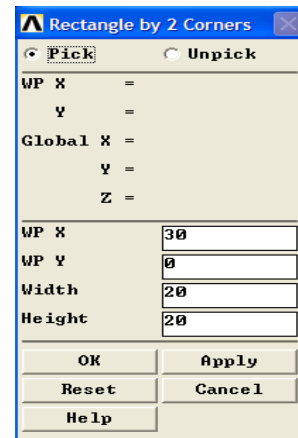 Rectangle by 2 Corners
Pick Unpick
WP X =
Y =
Global X =
Y =
Z =
WP X 30
WP Y 0
Width 20
Height 20
OK Apply
Reset Cancel
Help